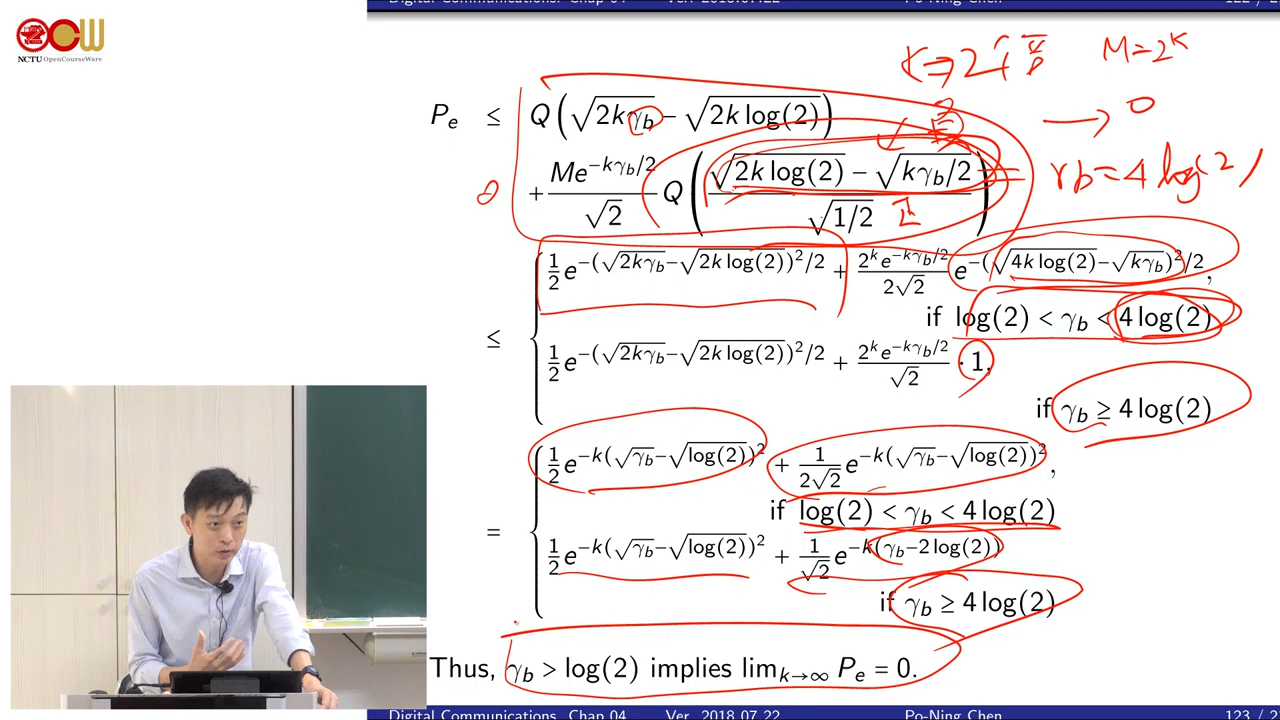 Digital Communications, Chap 04 Ver. 2018.07.22 Po-Ning Chen 122 / 2
NCTU OpenCourseWare
M=2^K
P_e ≤ Q(√(2kγ_b) − √(2k log(2)))
→ 0
+ Me^{−kγ_b/2}/√2 Q((√(2k log(2)) − √(kγ_b/2))/√(1/2))
γb=4 log(2)
≤ { 1/2 e^{−(√(2kγ_b)−√(2k log(2)))²/2} + 2^k e^{−kγ_b/2}/(2√2) e^{−(√(4k log(2))−√(kγ_b))²/2},
if log(2) < γ_b < 4 log(2)
1/2 e^{−(√(2kγ_b)−√(2k log(2)))²/2} + 2^k e^{−kγ_b/2}/√2 · 1,
if γ_b ≥ 4 log(2)
= { 1/2 e^{−k(√γ_b−√log(2))²} + 1/(2√2) e^{−k(√γ_b−√log(2))²},
if log(2) < γ_b < 4 log(2)
1/2 e^{−k(√γ_b−√log(2))²} + 1/√2 e^{−k(γ_b−2 log(2))}
if γ_b ≥ 4 log(2)
Thus, γ_b > log(2) implies lim_{k→∞} P_e = 0.
Digital Communications, Chap 04 Ver. 2018.07.22 Po-Ning Chen 123 / 2